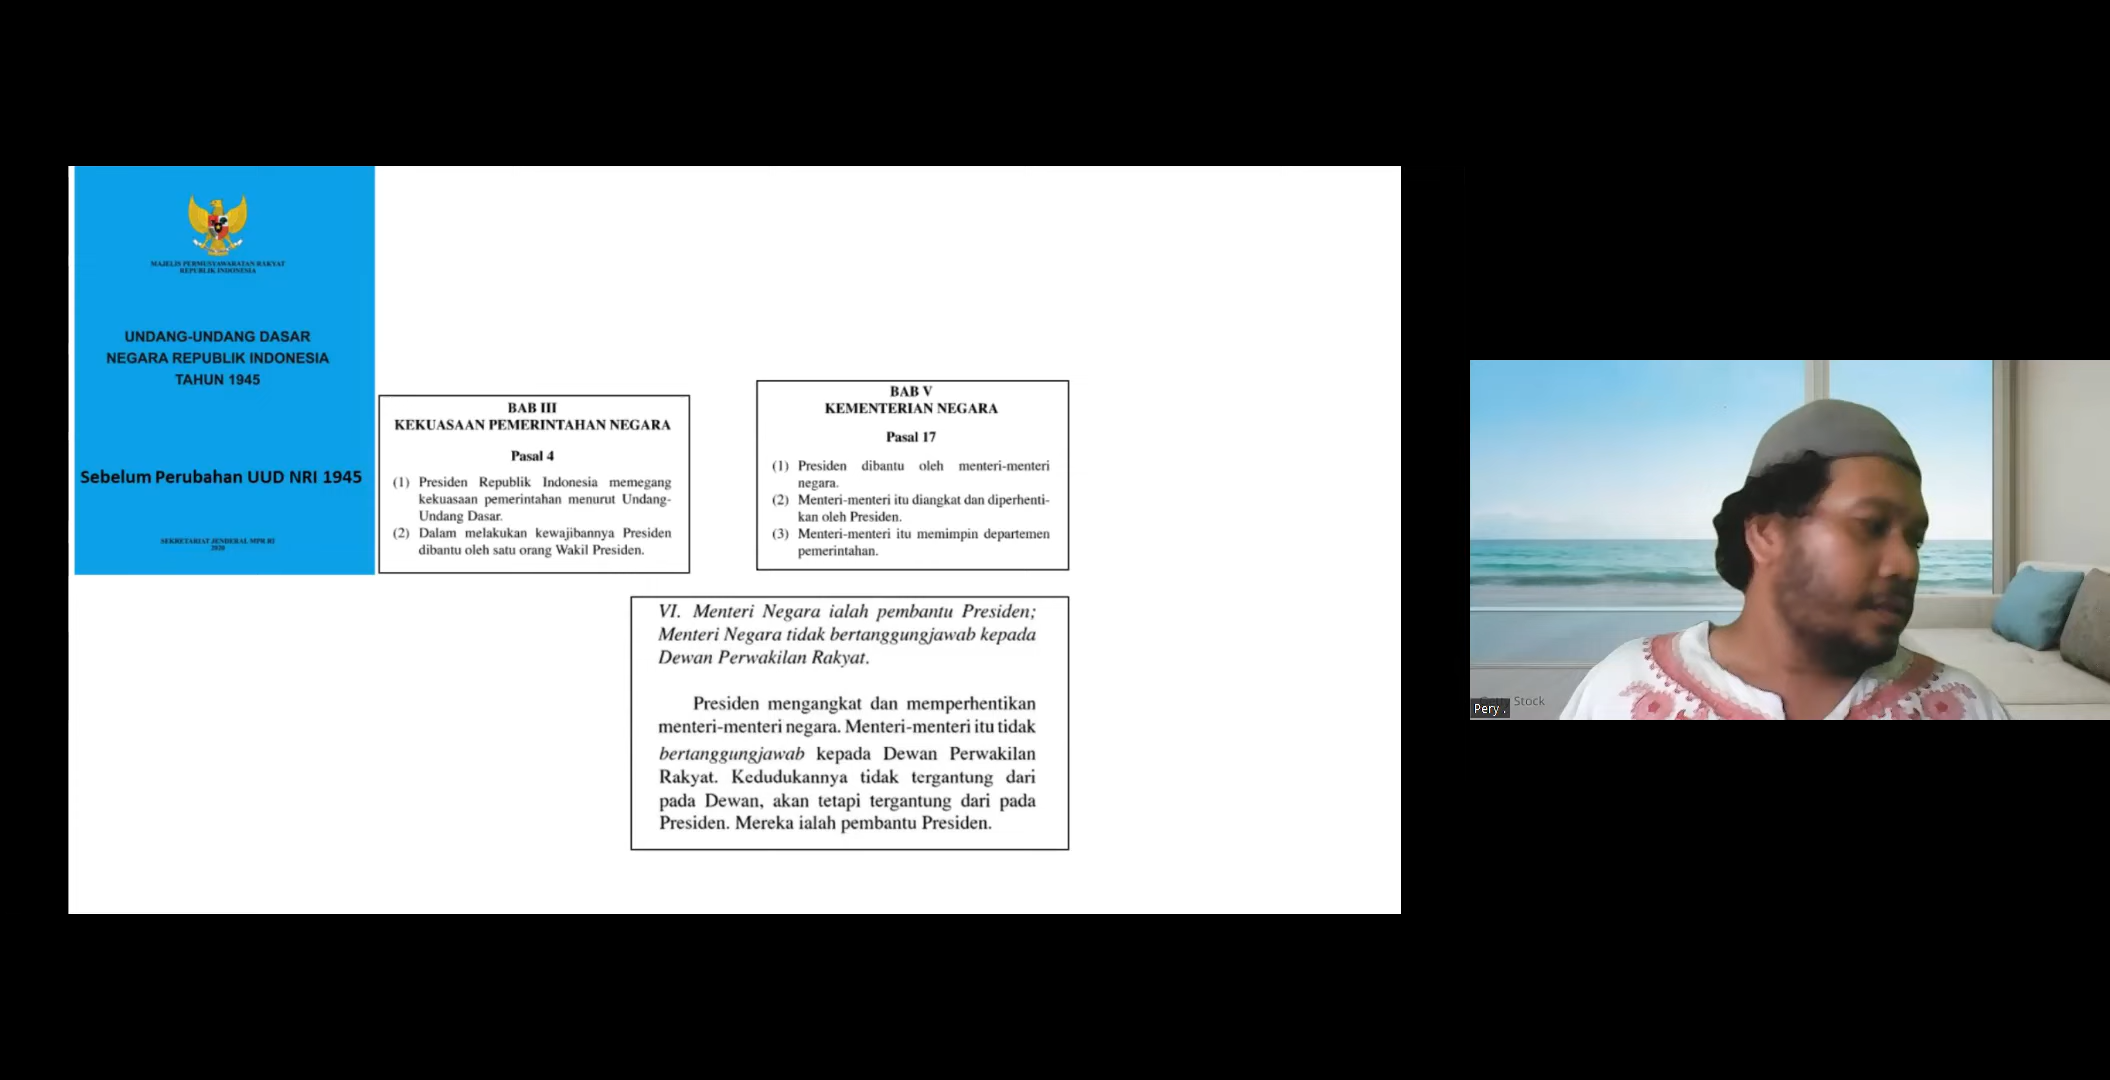 MAJELIS PERMUSYAWARATAN RAKYAT
REPUBLIK INDONESIA
UNDANG-UNDANG DASAR
NEGARA REPUBLIK INDONESIA
TAHUN 1945
Sebelum Perubahan UUD NRI 1945
SEKRETARIAT JENDERAL MPR RI
2020
BAB III
KEKUASAAN PEMERINTAHAN NEGARA
Pasal 4
(1) Presiden Republik Indonesia memegang
kekuasaan pemerintahan menurut Undang-
Undang Dasar.
(2) Dalam melakukan kewajibannya Presiden
dibantu oleh satu orang Wakil Presiden.
BAB V
KEMENTERIAN NEGARA
Pasal 17
(1) Presiden dibantu oleh menteri-menteri
negara.
(2) Menteri-menteri itu diangkat dan diperhenti-
kan oleh Presiden.
(3) Menteri-menteri itu memimpin departemen
pemerintahan.
VI. Menteri Negara ialah pembantu Presiden;
Menteri Negara tidak bertanggungjawab kepada
Dewan Perwakilan Rakyat.
Presiden mengangkat dan memperhentikan
menteri-menteri negara. Menteri-menteri itu tidak
bertanggungjawab kepada Dewan Perwakilan
Rakyat. Kedudukannya tidak tergantung dari
pada Dewan, akan tetapi tergantung dari pada
Presiden. Mereka ialah pembantu Presiden.
Stock
Pery .